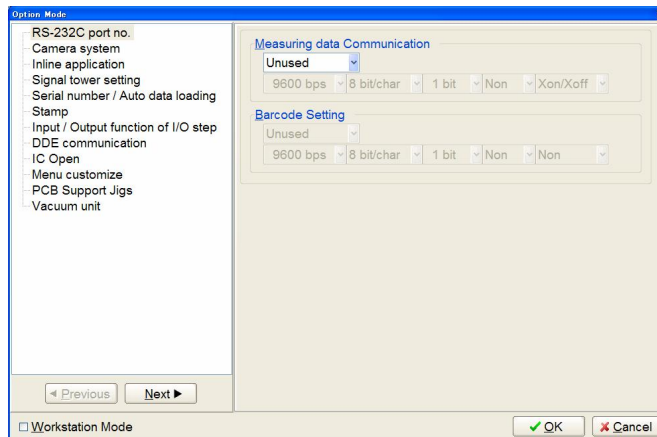 Option Mode
RS-232C port no.
Camera system
Inline application
Signal tower setting
Serial number / Auto data loading
Stamp
Input / Output function of I/O step
DDE communication
IC Open
Menu customize
PCB Support Jigs
Vacuum unit
Measuring data Communication
Unused
9600 bps 8 bit/char 1 bit Non Xon/Xoff
Barcode Setting
Unused
9600 bps 8 bit/char 1 bit Non Non
◄ Previous Next ►
Workstation Mode
OK Cancel